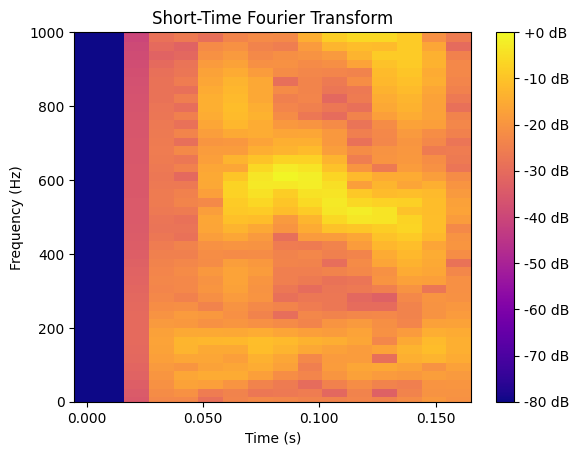 Short-Time Fourier Transform
1000
800
600
400
200
0
Frequency (Hz)
0.000
0.050
0.100
0.150
Time (s)
+0 dB
-10 dB
-20 dB
-30 dB
-40 dB
-50 dB
-60 dB
-70 dB
-80 dB